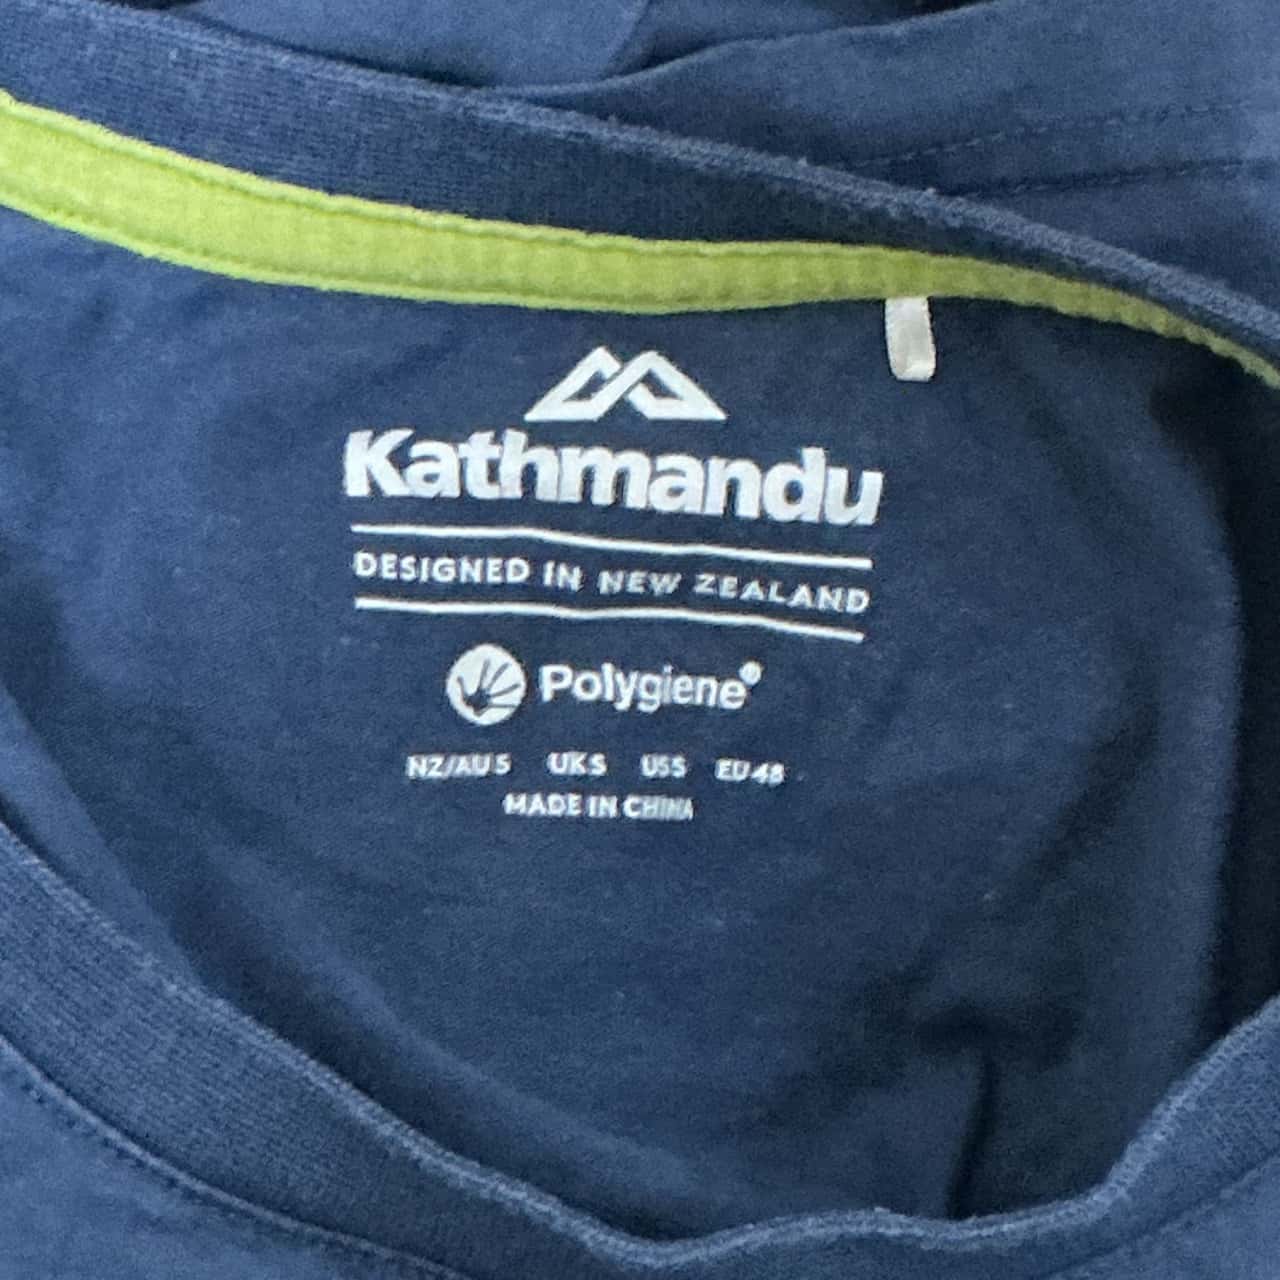 Kathmandu
DESIGNED IN NEW ZEALAND
Polygiene®
NZ/AU S UK S US S EU 48
MADE IN CHINA